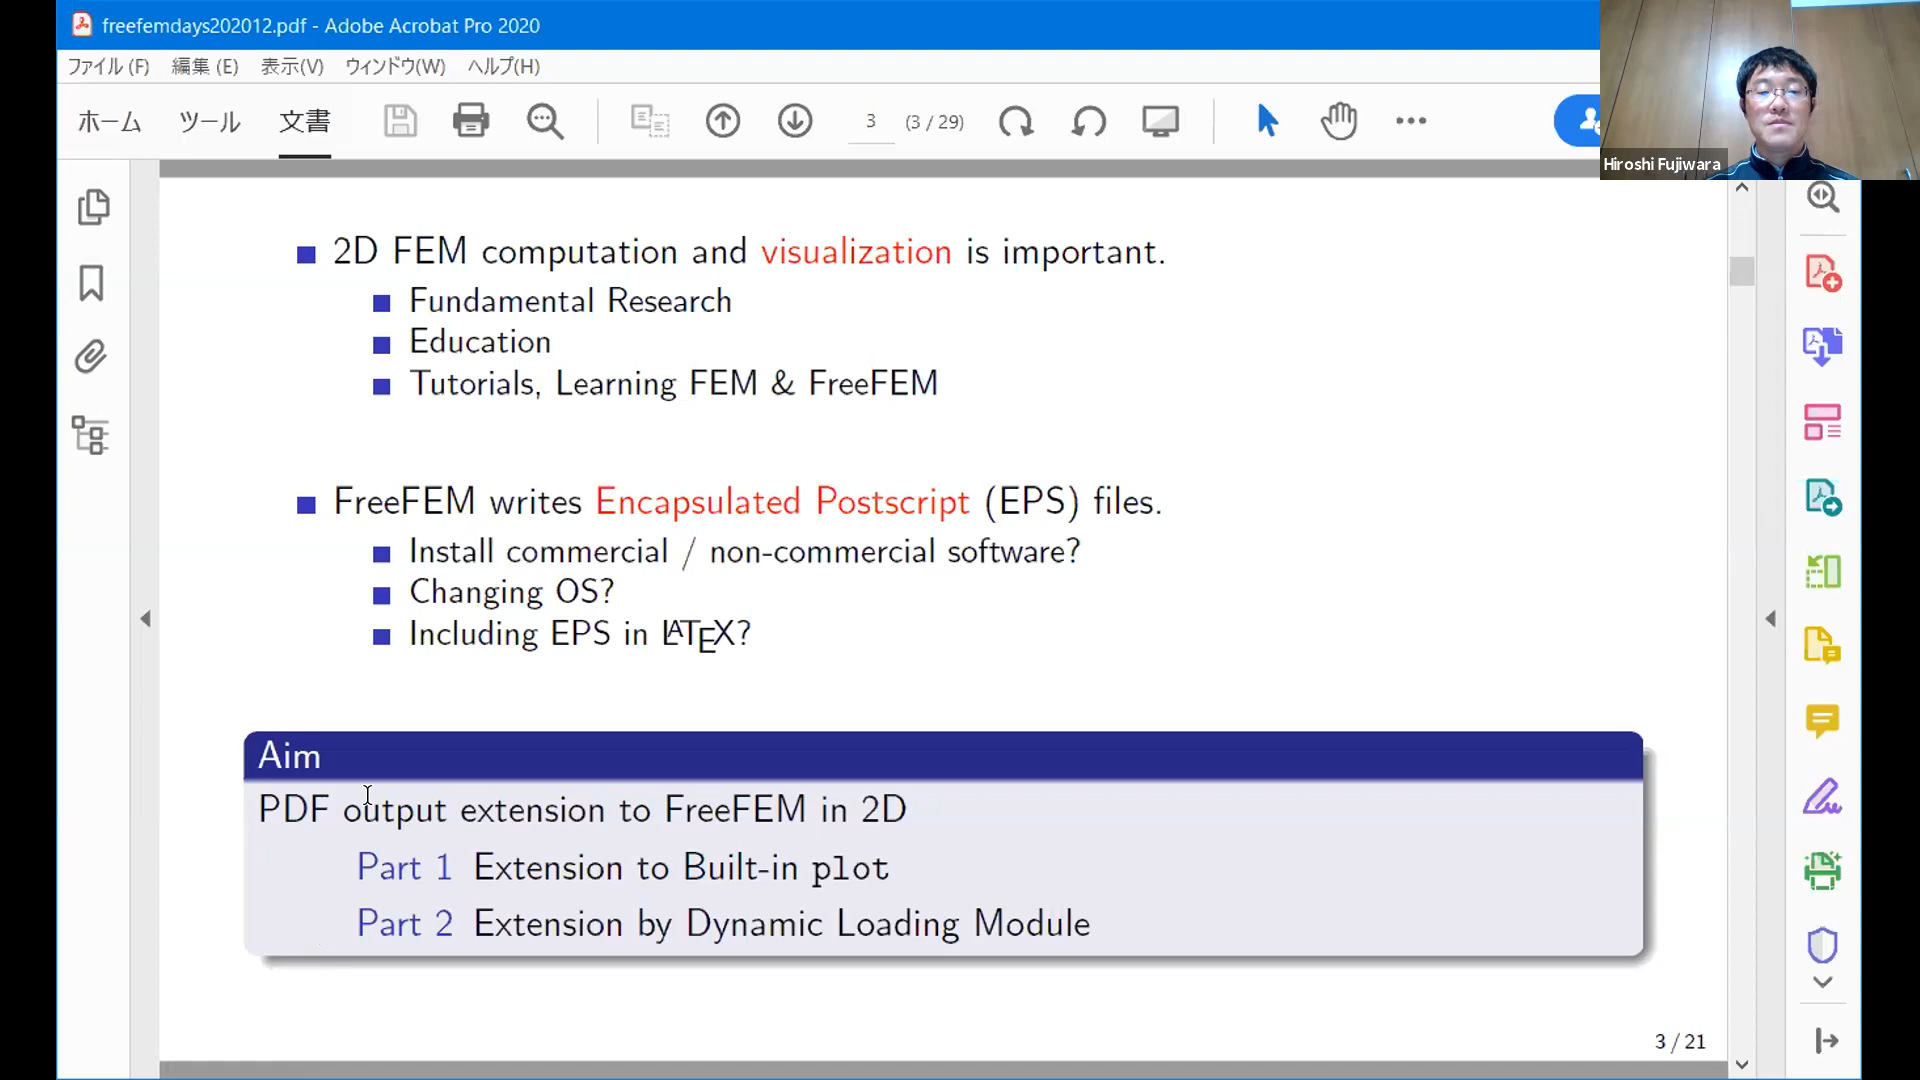 freefemdays202012.pdf - Adobe Acrobat Pro 2020
ファイル (F) 編集 (E) 表示(V) ウィンドウ(W) ヘルプ(H)
ホーム ツール 文書 3 (3 / 29)
Hiroshi Fujiwara
2D FEM computation and visualization is important.
Fundamental Research
Education
Tutorials, Learning FEM & FreeFEM
FreeFEM writes Encapsulated Postscript (EPS) files.
Install commercial / non-commercial software?
Changing OS?
Including EPS in LATEX?
Aim
PDF output extension to FreeFEM in 2D
Part 1 Extension to Built-in plot
Part 2 Extension by Dynamic Loading Module
3 / 21